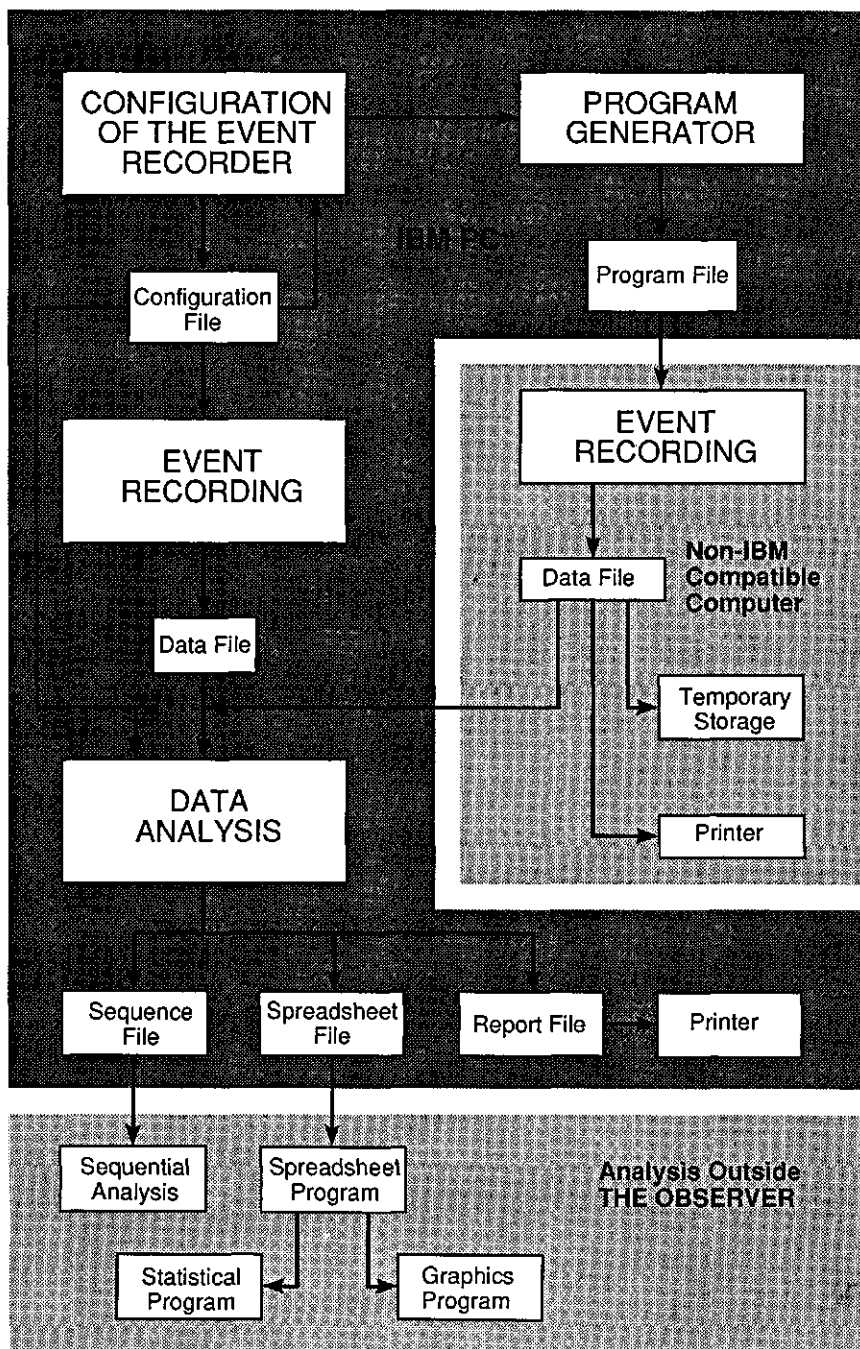 CONFIGURATION
OF THE EVENT
RECORDER
PROGRAM
GENERATOR
IBM PC
Configuration
File
Program File
EVENT
RECORDING
EVENT
RECORDING
Data File
Non-IBM
Compatible
Computer
Data File
Temporary
Storage
DATA
ANALYSIS
Printer
Sequence
File
Spreadsheet
File
Report File
Printer
Sequential
Analysis
Spreadsheet
Program
Analysis Outside
THE OBSERVER
Statistical
Program
Graphics
Program